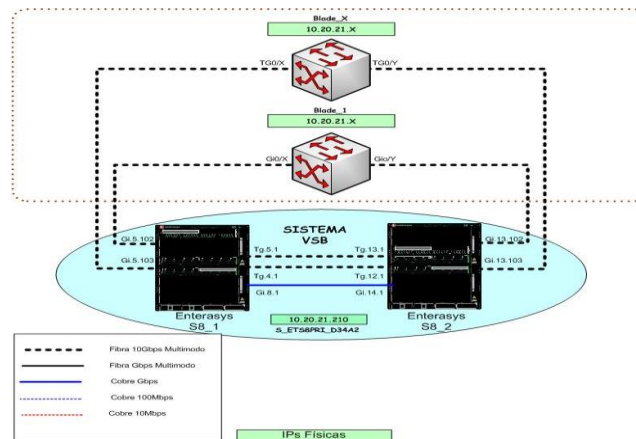 Blade_X
10.20.21.X
TG0/X
TG0/Y
Blade_1
10.20.21.X
Gi0/X
Gio/Y
SISTEMA
VSB
Gi.5.102
Gi.13.102
Tg.5.1
Tg.13.1
Gi.5.103
Gi.13.103
Tg.4.1
Tg.12.1
Gi.8.1
Gi.14.1
Enterasys
S8_1
Enterasys
S8_2
10.20.21.210
S_ETS8PRI_D34A2
Fibra 10Gbps Multimodo
Fibra Gbps Multimodo
Cobre Gbps
Cobre 100Mbps
Cobre 10Mbps
IPs Físicas